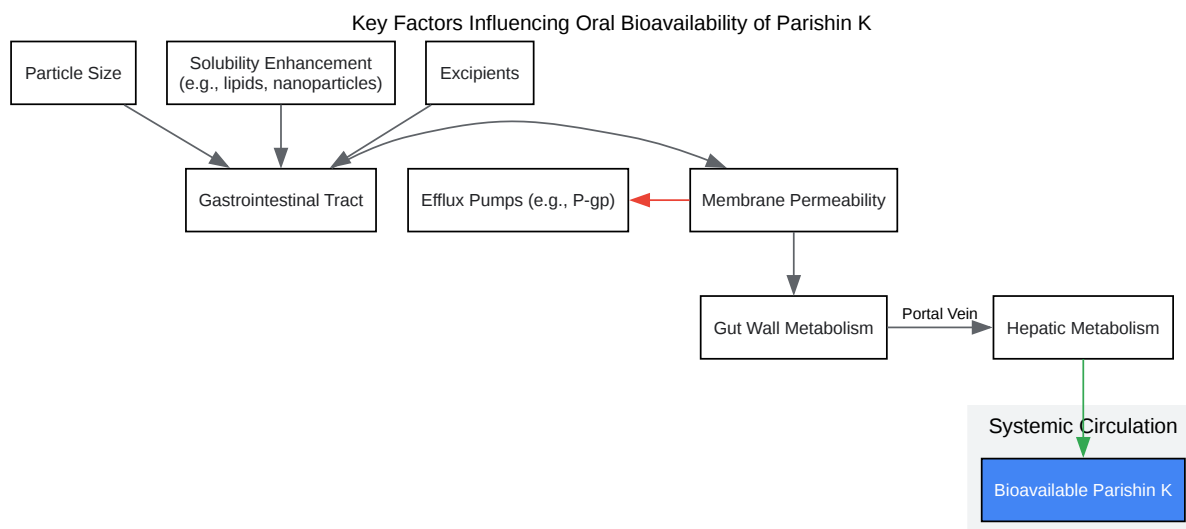 Key Factors Influencing Oral Bioavailability of Parishin K
Particle Size
Solubility Enhancement
(e.g., lipids, nanoparticles)
Excipients
Gastrointestinal Tract
Efflux Pumps (e.g., P-gp)
Membrane Permeability
Gut Wall Metabolism
Portal Vein
Hepatic Metabolism
Systemic Circulation
Bioavailable Parishin K